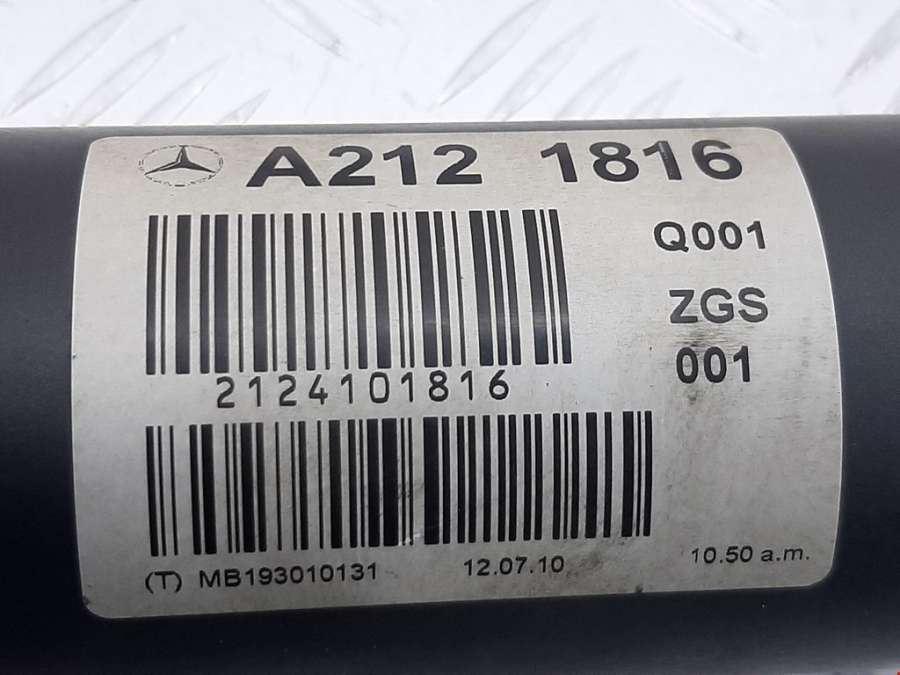 A212 1816
Q001
ZGS
001
2124101816
(T) MB193010131 12.07.10 10.50 a.m.